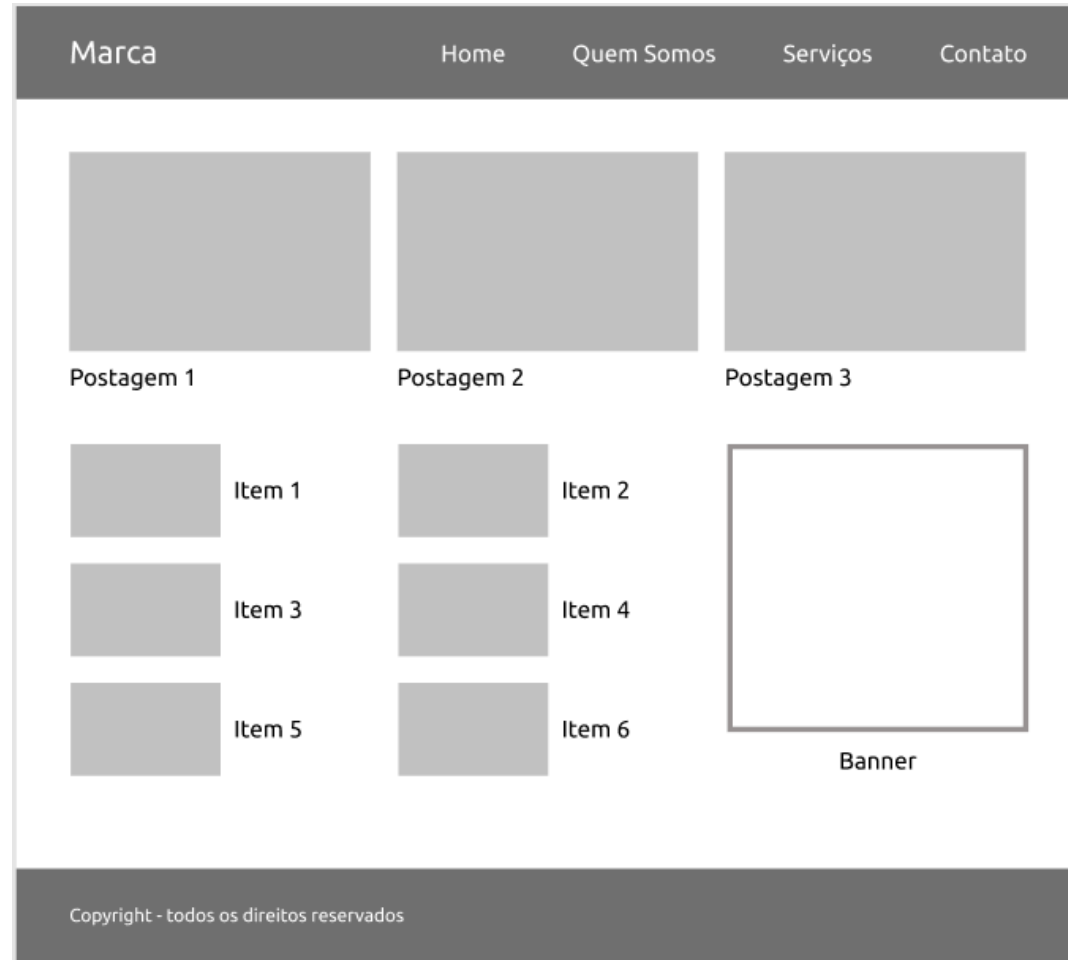 Marca
Home Quem Somos Serviços Contato
Postagem 1
Postagem 2
Postagem 3
Item 1
Item 2
Item 3
Item 4
Item 5
Item 6
Banner
Copyright - todos os direitos reservados